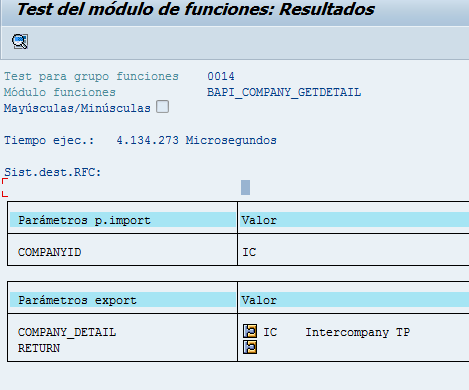 Test del módulo de funciones: Resultados
Test para grupo funciones 0014
Módulo funciones BAPI_COMPANY_GETDETAIL
Mayúsculas/Minúsculas
Tiempo ejec.: 4.134.273 Microsegundos
Sist.dest.RFC:
Parámetros p.import Valor
COMPANYID IC
Parámetros export Valor
COMPANY_DETAIL IC Intercompany TP
RETURN